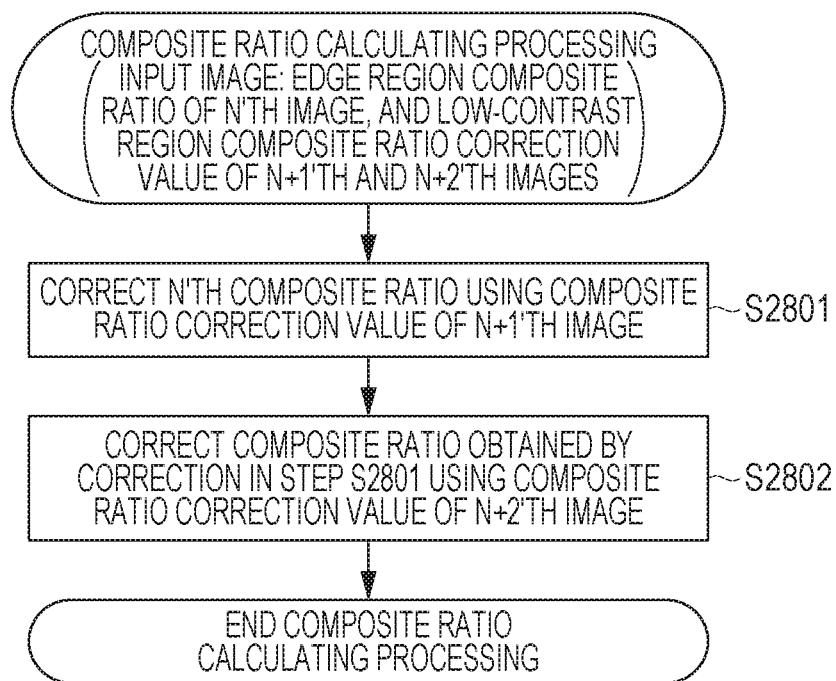 COMPOSITE RATIO CALCULATING PROCESSING
INPUT IMAGE: EDGE REGION COMPOSITE
RATIO OF N'TH IMAGE, AND LOW-CONTRAST
REGION COMPOSITE RATIO CORRECTION
VALUE OF N+1'TH AND N+2'TH IMAGES
CORRECT N'TH COMPOSITE RATIO USING COMPOSITE
RATIO CORRECTION VALUE OF N+1'TH IMAGE
S2801
CORRECT COMPOSITE RATIO OBTAINED BY
CORRECTION IN STEP S2801 USING COMPOSITE
RATIO CORRECTION VALUE OF N+2'TH IMAGE
S2802
END COMPOSITE RATIO
CALCULATING PROCESSING